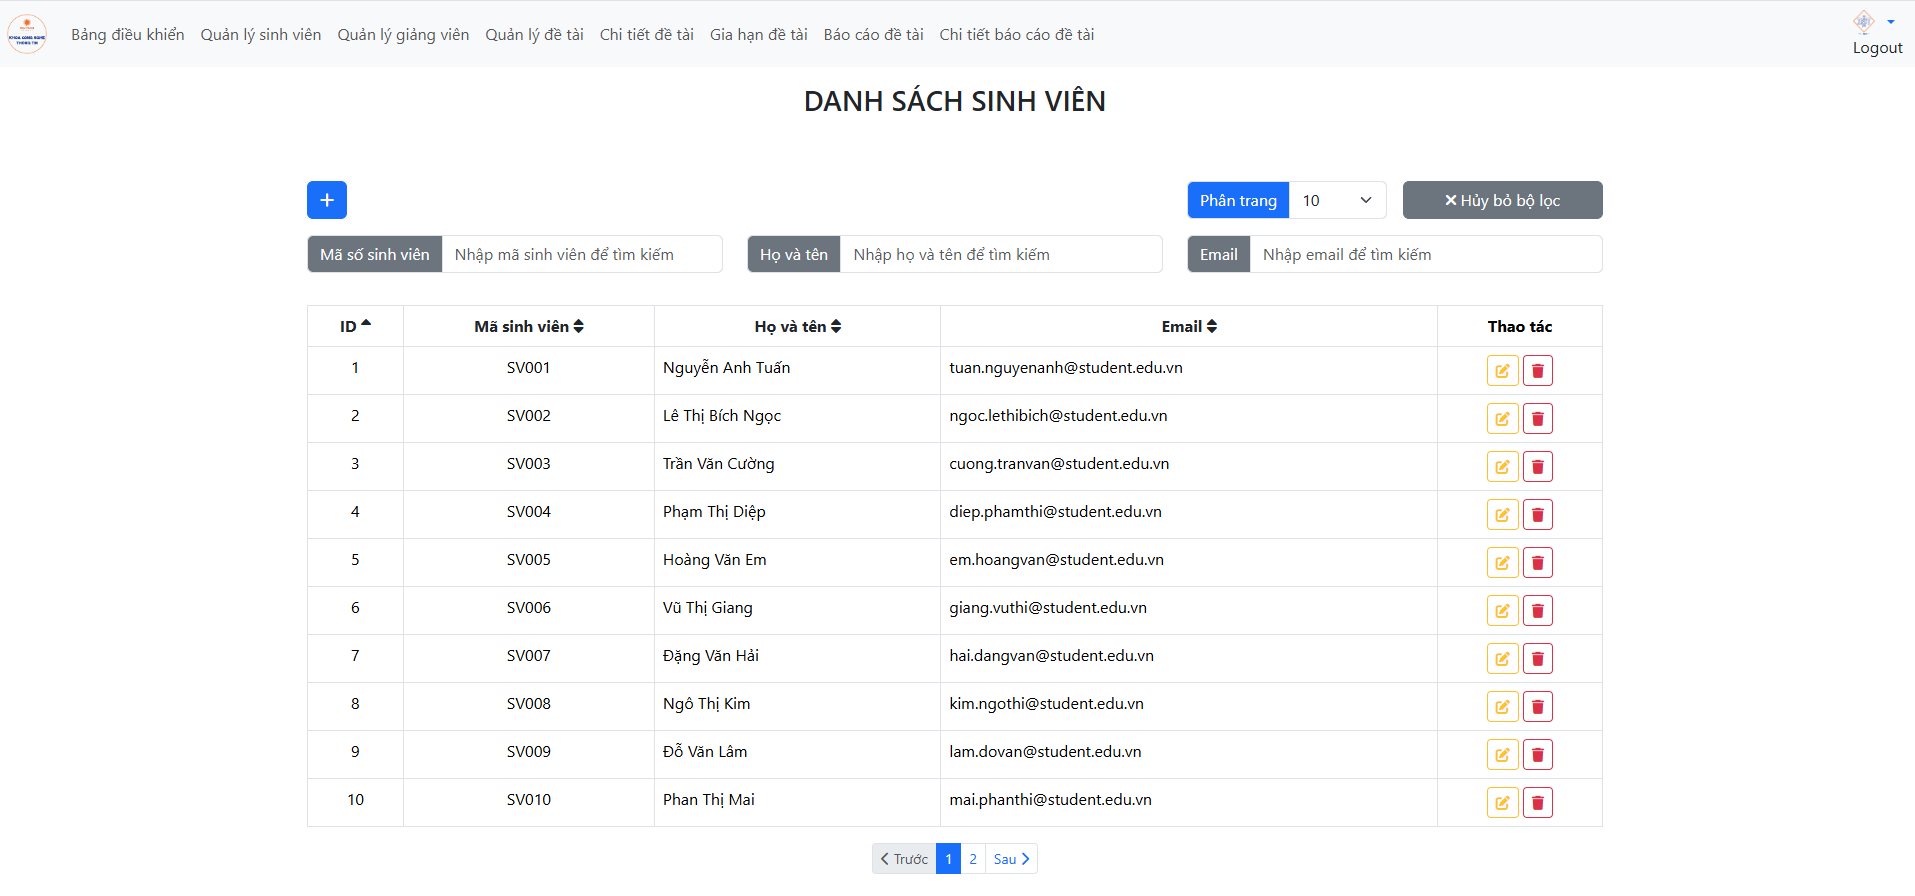 KHOA CÔNG NGHỆ
THÔNG TIN
Bảng điều khiển Quản lý sinh viên Quản lý giảng viên Quản lý đề tài Chi tiết đề tài Gia hạn đề tài Báo cáo đề tài Chi tiết báo cáo đề tài
Logout
DANH SÁCH SINH VIÊN
Phân trang 10 Hủy bỏ bộ lọc
Mã số sinh viên Nhập mã sinh viên để tìm kiếm Họ và tên Nhập họ và tên để tìm kiếm Email Nhập email để tìm kiếm
ID Mã sinh viên Họ và tên Email Thao tác
1 SV001 Nguyễn Anh Tuấn tuan.nguyenanh@student.edu.vn
2 SV002 Lê Thị Bích Ngọc ngoc.lethibich@student.edu.vn
3 SV003 Trần Văn Cường cuong.tranvan@student.edu.vn
4 SV004 Phạm Thị Diệp diep.phamthi@student.edu.vn
5 SV005 Hoàng Văn Em em.hoangvan@student.edu.vn
6 SV006 Vũ Thị Giang giang.vuthi@student.edu.vn
7 SV007 Đặng Văn Hải hai.dangvan@student.edu.vn
8 SV008 Ngô Thị Kim kim.ngothi@student.edu.vn
9 SV009 Đỗ Văn Lâm lam.dovan@student.edu.vn
10 SV010 Phan Thị Mai mai.phanthi@student.edu.vn
Trước 1 2 Sau